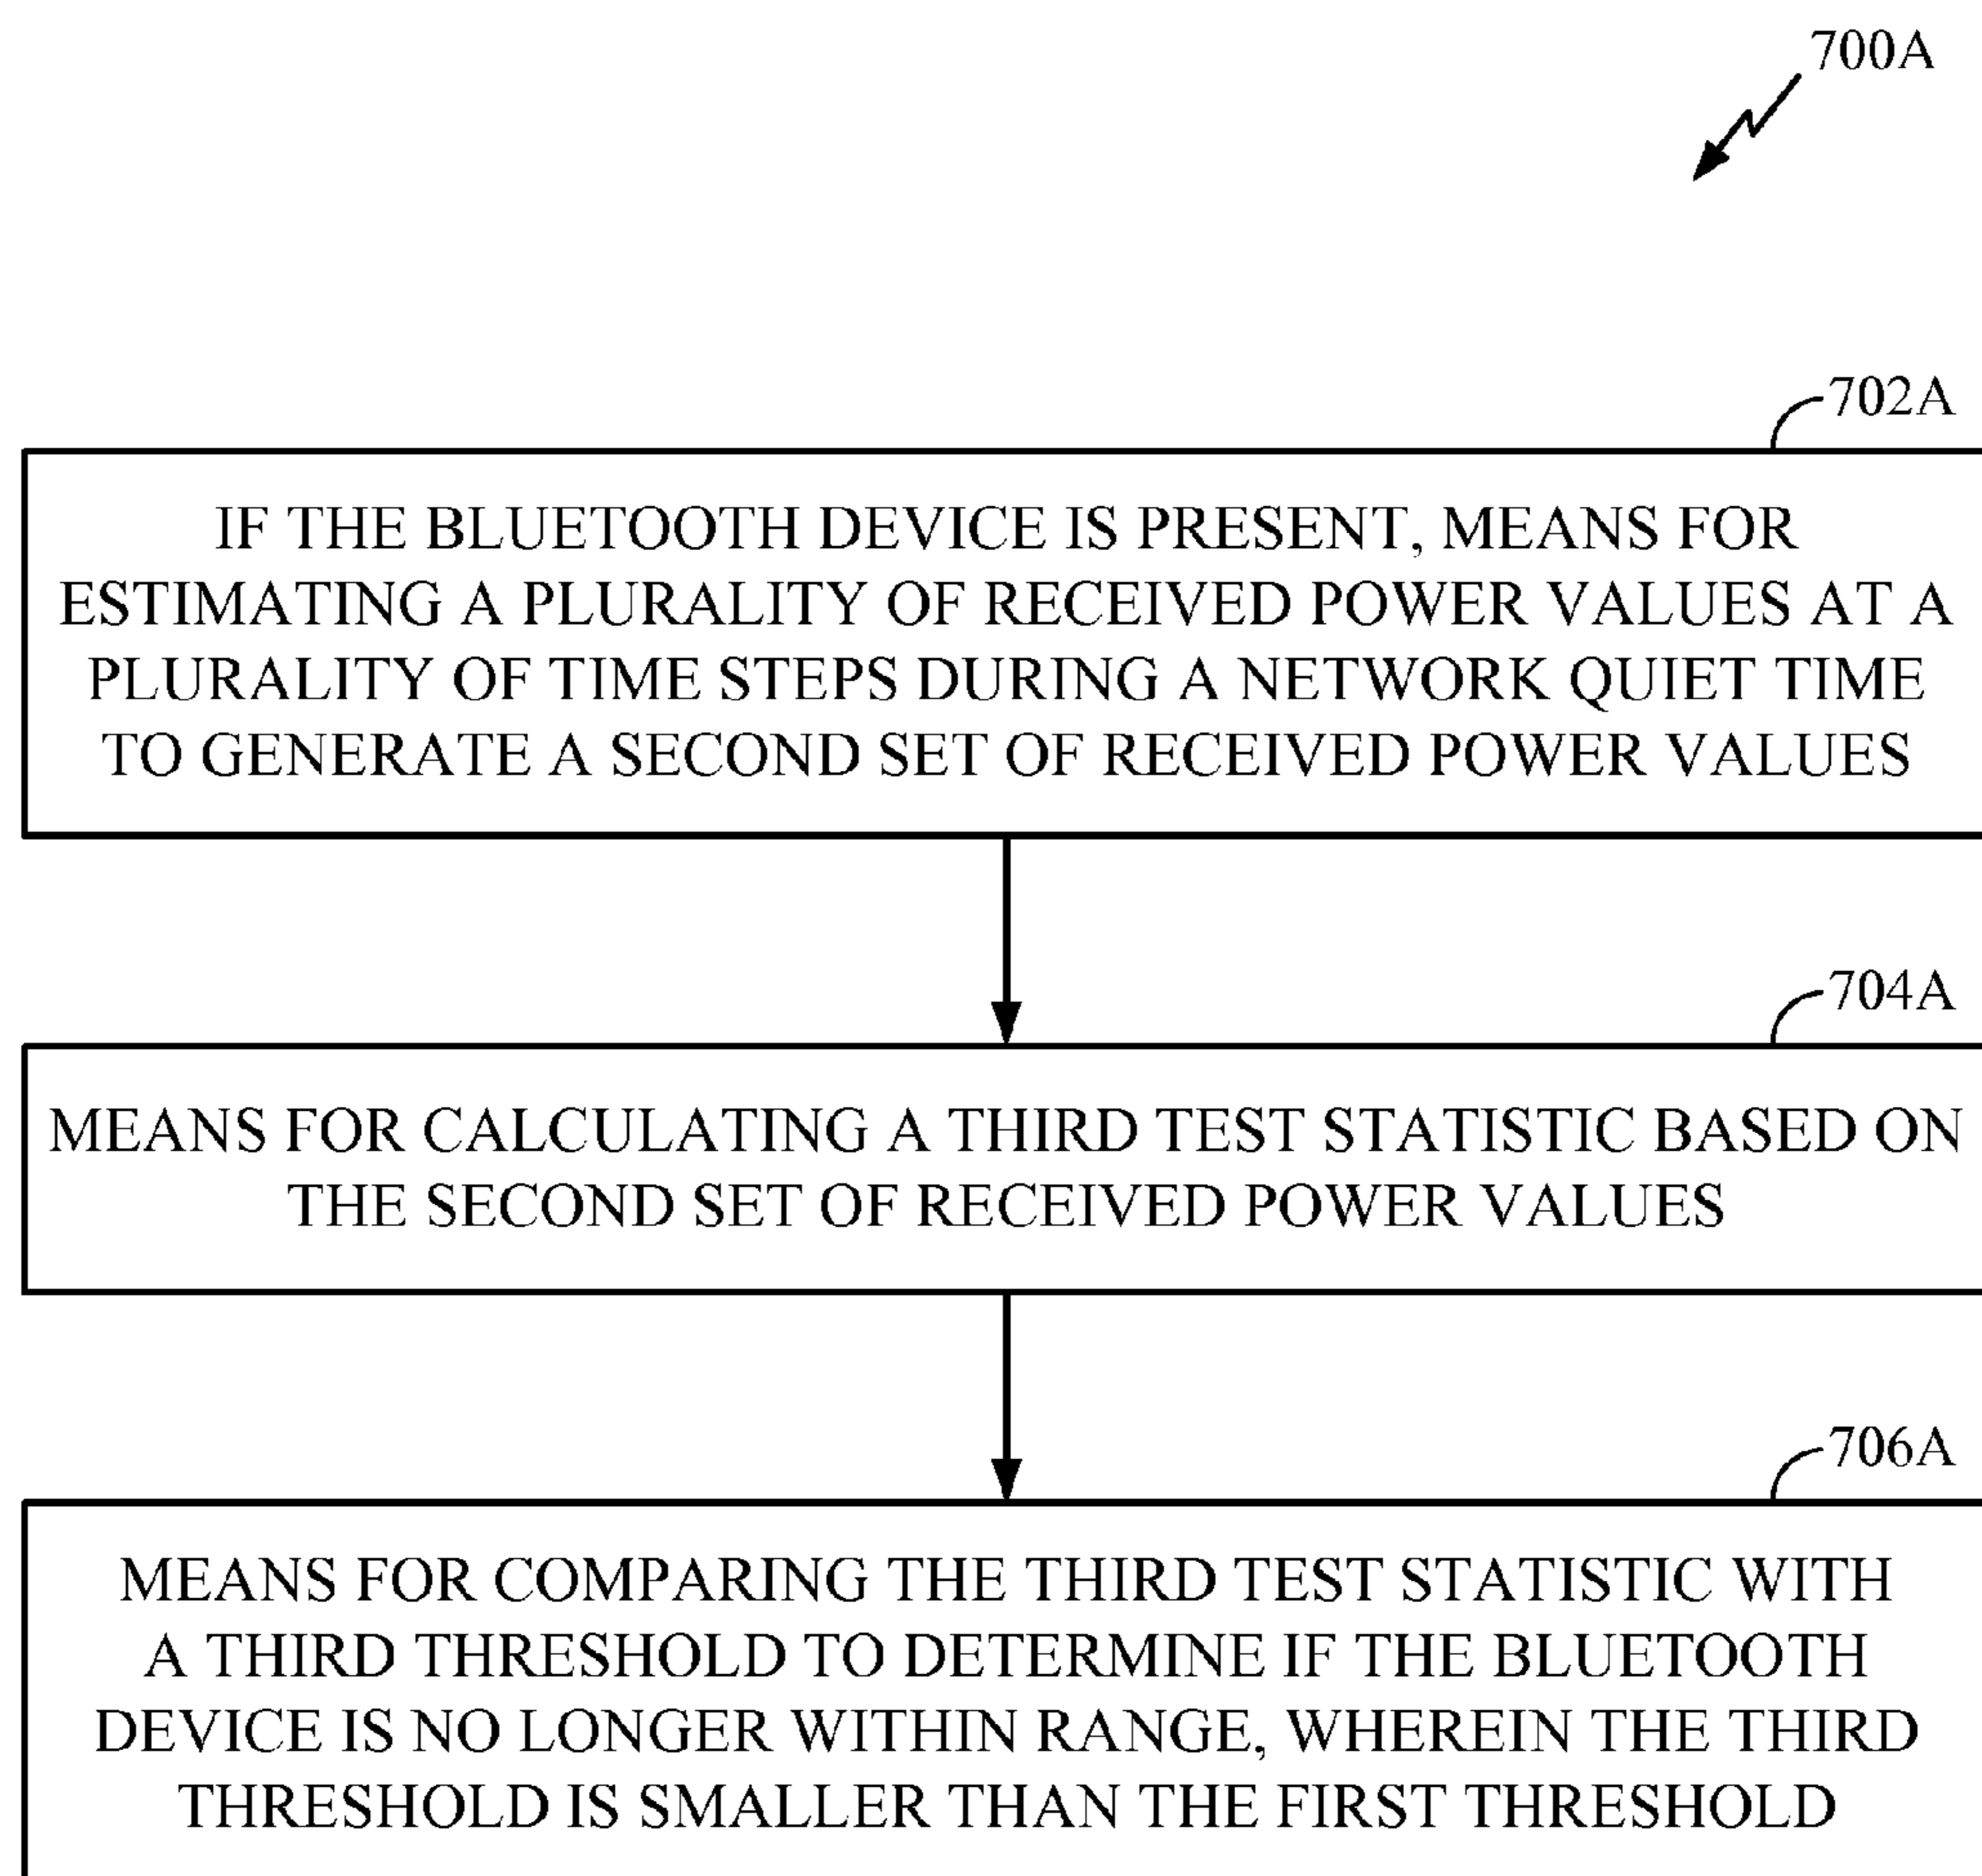 700A
702A
IF THE BLUETOOTH DEVICE IS PRESENT, MEANS FOR
ESTIMATING A PLURALITY OF RECEIVED POWER VALUES AT A
PLURALITY OF TIME STEPS DURING A NETWORK QUIET TIME
TO GENERATE A SECOND SET OF RECEIVED POWER VALUES
704A
MEANS FOR CALCULATING A THIRD TEST STATISTIC BASED ON
THE SECOND SET OF RECEIVED POWER VALUES
706A
MEANS FOR COMPARING THE THIRD TEST STATISTIC WITH
A THIRD THRESHOLD TO DETERMINE IF THE BLUETOOTH
DEVICE IS NO LONGER WITHIN RANGE, WHEREIN THE THIRD
THRESHOLD IS SMALLER THAN THE FIRST THRESHOLD